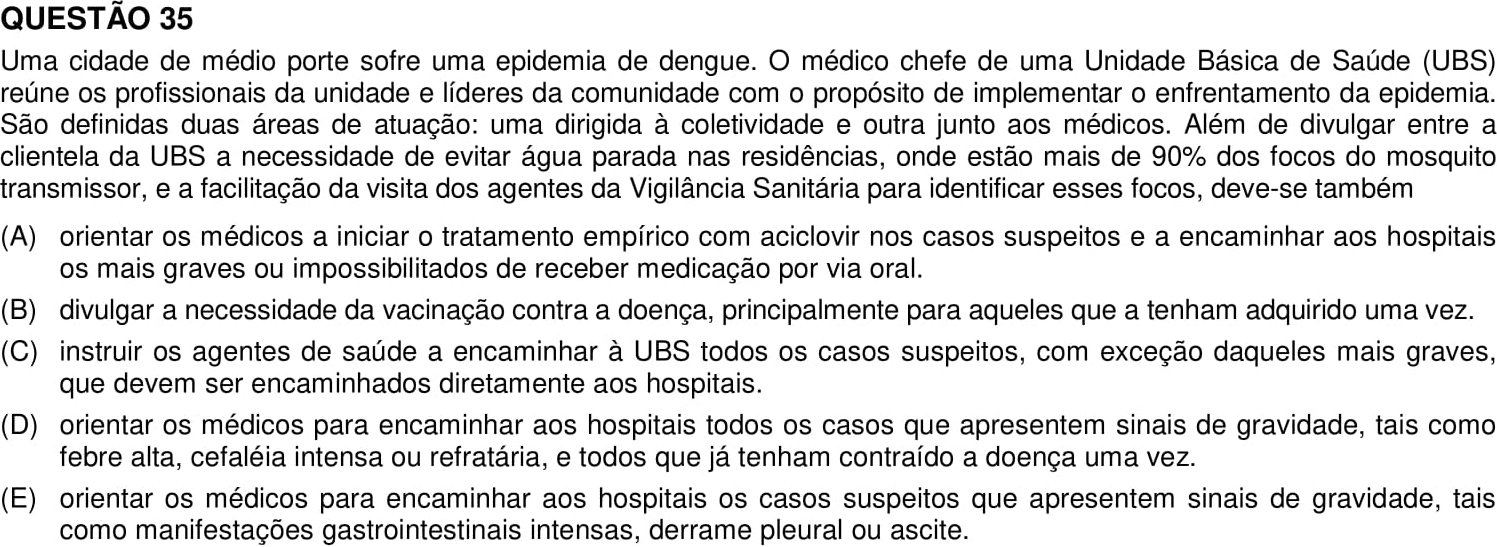 QUESTÃO 35
Uma cidade de médio porte sofre uma epidemia de dengue. O médico chefe de uma Unidade Básica de Saúde (UBS)
reúne os profissionais da unidade e líderes da comunidade com o propósito de implementar o enfrentamento da epidemia.
São definidas duas áreas de atuação: uma dirigida à coletividade e outra junto aos médicos. Além de divulgar entre a
clientela da UBS a necessidade de evitar água parada nas residências, onde estão mais de 90% dos focos do mosquito
transmissor, e a facilitação da visita dos agentes da Vigilância Sanitária para identificar esses focos, deve-se também
(A) orientar os médicos a iniciar o tratamento empírico com aciclovir nos casos suspeitos e a encaminhar aos hospitais
os mais graves ou impossibilitados de receber medicação por via oral.
(B) divulgar a necessidade da vacinação contra a doença, principalmente para aqueles que a tenham adquirido uma vez.
(C) instruir os agentes de saúde a encaminhar à UBS todos os casos suspeitos, com exceção daqueles mais graves,
que devem ser encaminhados diretamente aos hospitais.
(D) orientar os médicos para encaminhar aos hospitais todos os casos que apresentem sinais de gravidade, tais como
febre alta, cefaléia intensa ou refratária, e todos que já tenham contraído a doença uma vez.
(E) orientar os médicos para encaminhar aos hospitais os casos suspeitos que apresentem sinais de gravidade, tais
como manifestações gastrointestinais intensas, derrame pleural ou ascite.